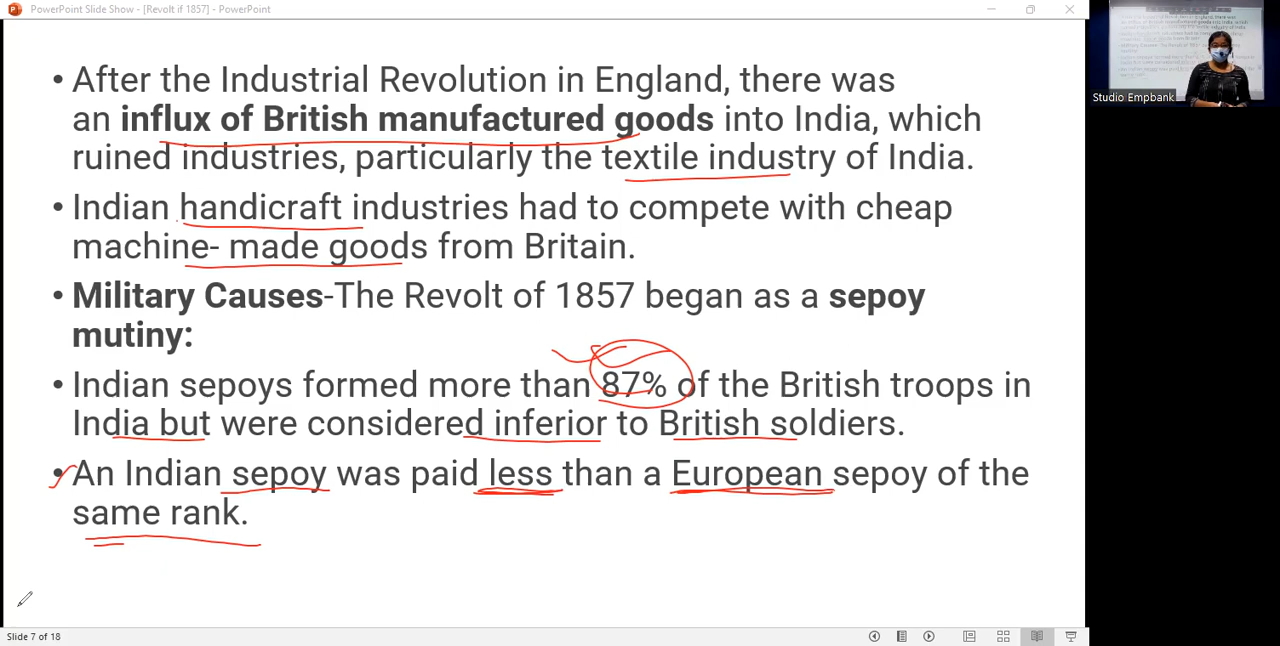 PowerPoint Slide Show - [Revolt if 1857] - PowerPoint
• After the Industrial Revolution in England, there was
an influx of British manufactured goods into India, which
ruined industries, particularly the textile industry of India.
• Indian handicraft industries had to compete with cheap
machine- made goods from Britain.
• Military Causes-The Revolt of 1857 began as a sepoy
mutiny:
• Indian sepoys formed more than 87% of the British troops in
India but were considered inferior to British soldiers.
• An Indian sepoy was paid less than a European sepoy of the
same rank.
Slide 7 of 18
Studio Empbank